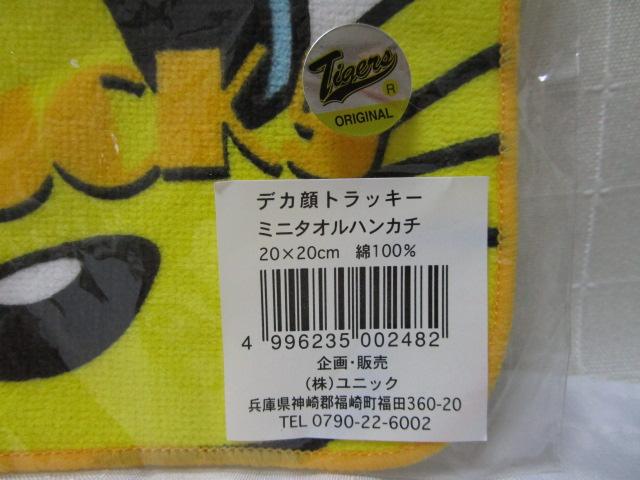 Tigers
R
ORIGINAL
デカ顔トラッキー
ミニタオルハンカチ
20×20cm 綿100%
4 996235 002482
企画・販売
(株)ユニック
兵庫県神崎郡福崎町福田360-20
TEL 0790-22-6002